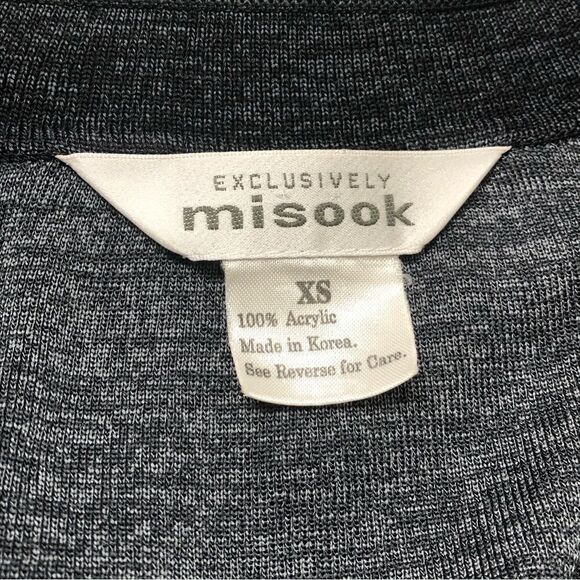 EXCLUSIVELY
misook
XS
100% Acrylic
Made in Korea.
See Reverse for Care.